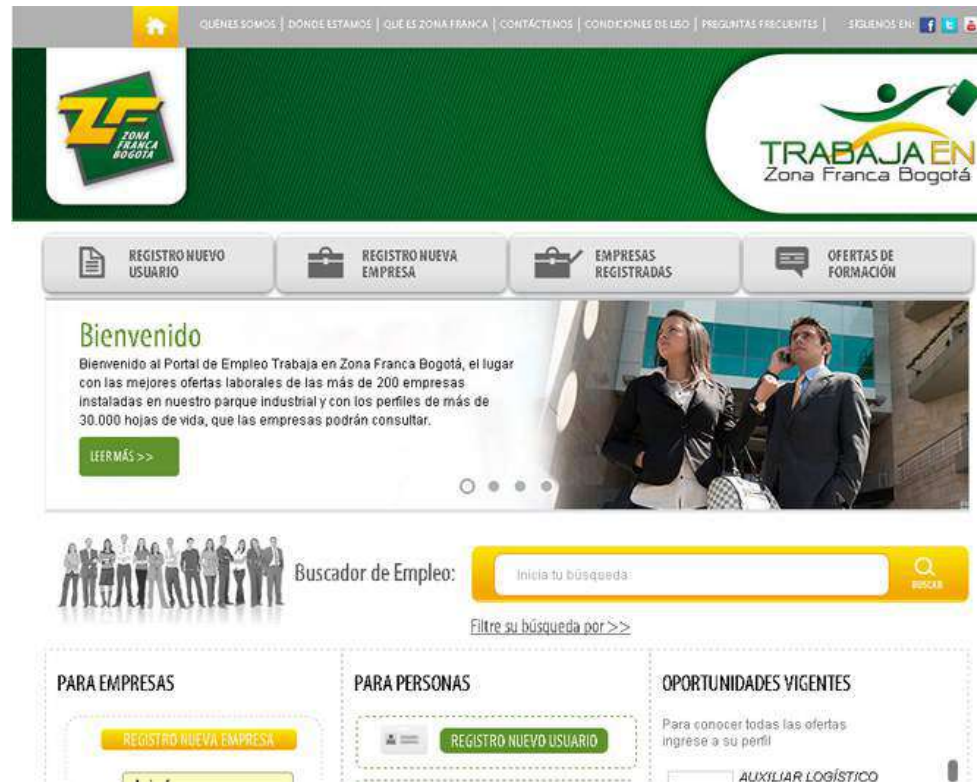 QUIÉNES SOMOS | DÓNDE ESTAMOS | QUÉ ES ZONA FRANCA | CONTÁCTENOS | CONDICIONES DE USO | PREGUNTAS FRECUENTES | SÍGUENOS EN:
ZF
ZONA
FRANCA
BOGOTÁ
TRABAJA EN
Zona Franca Bogotá
REGISTRO NUEVO
USUARIO
REGISTRO NUEVA
EMPRESA
EMPRESAS
REGISTRADAS
OFERTAS DE
FORMACIÓN
Bienvenido
Bienvenido al Portal de Empleo Trabaja en Zona Franca Bogotá, el lugar
con las mejores ofertas laborales de las más de 200 empresas
instaladas en nuestro parque industrial y con los perfiles de más de
30.000 hojas de vida, que las empresas podrán consultar.
LEER MÁS >>
Buscador de Empleo:
Inicia tu búsqueda
BUSCAR
Filtre su búsqueda por >>
PARA EMPRESAS
REGISTRO NUEVA EMPRESA
PARA PERSONAS
REGISTRO NUEVO USUARIO
OPORTUNIDADES VIGENTES
Para conocer todas las ofertas
ingrese a su perfil
AUXILIAR LOGÍSTICO